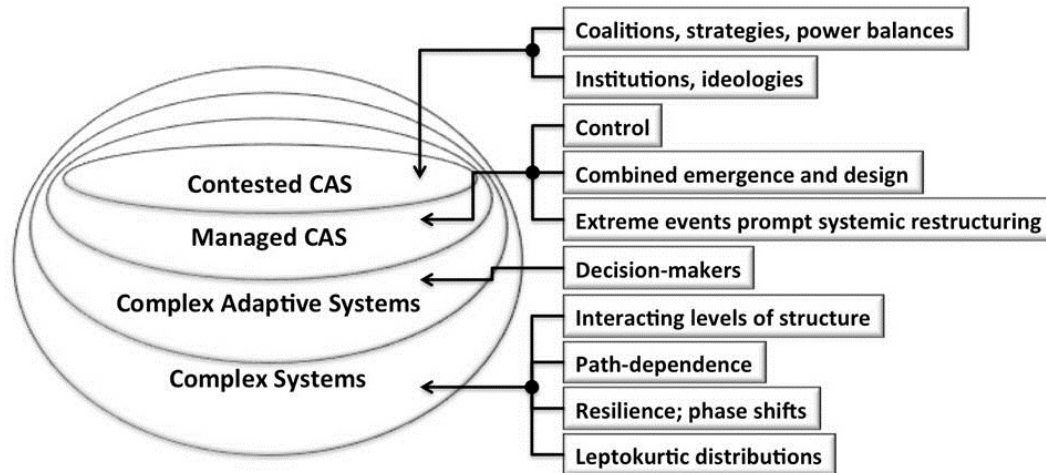 Coalitions, strategies, power balances
Institutions, ideologies
Control
Contested CAS
Combined emergence and design
Managed CAS
Extreme events prompt systemic restructuring
Decision-makers
Complex Adaptive Systems
Interacting levels of structure
Path-dependence
Complex Systems
Resilience; phase shifts
Leptokurtic distributions